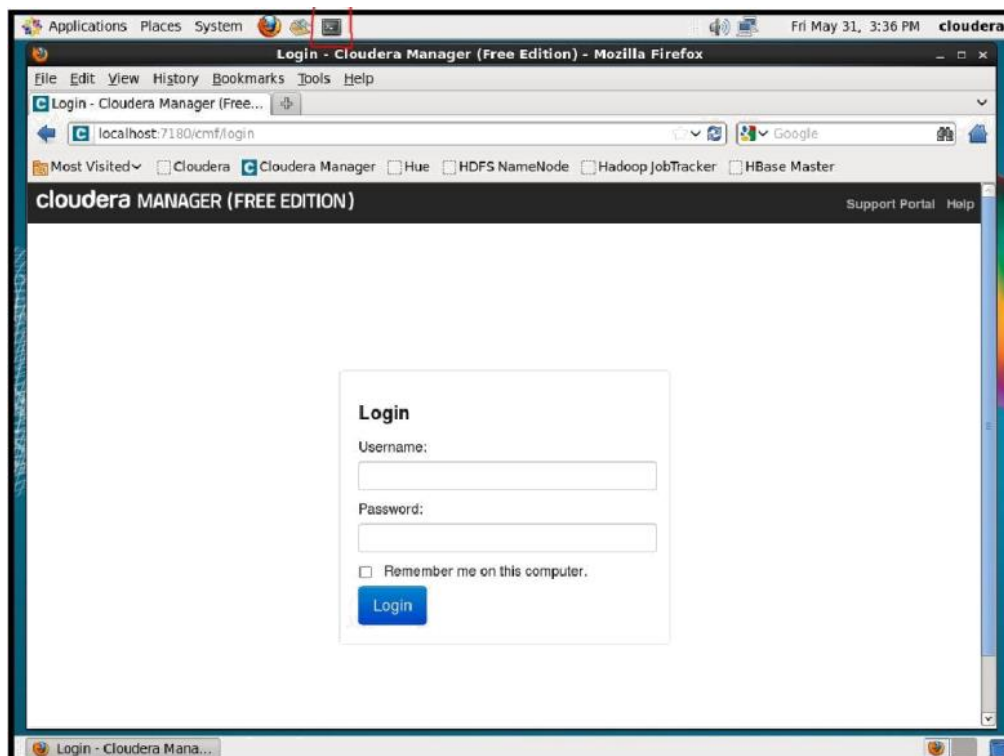 Applications Places System Fri May 31, 3:36 PM cloudera
Login - Cloudera Manager (Free Edition) - Mozilla Firefox
File Edit View History Bookmarks Tools Help
Login - Cloudera Manager (Free...
localhost:7180/cmf/login Google
Most Visited Cloudera Cloudera Manager Hue HDFS NameNode Hadoop JobTracker HBase Master
cloudera MANAGER (FREE EDITION) Support Portal Help
Login
Username:
Password:
Remember me on this computer.
Login
Login - Cloudera Mana...